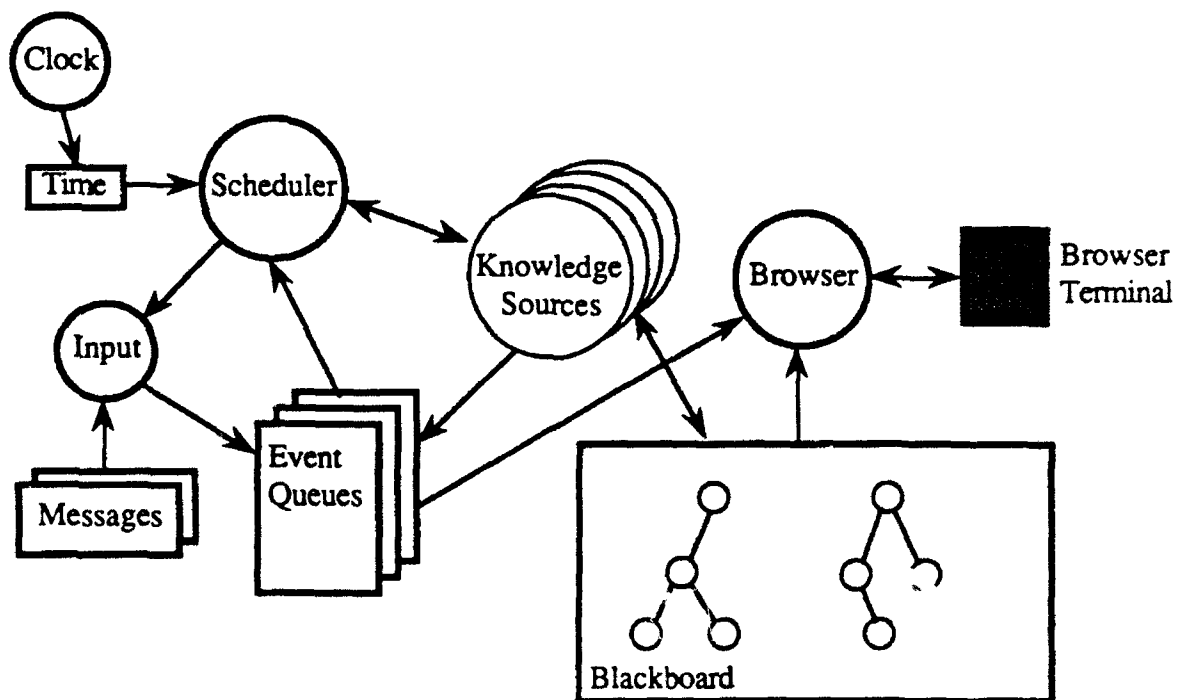 Clock
Time
Scheduler
Knowledge
Sources
Browser
Browser
Terminal
Input
Event
Queues
Messages
Blackboard